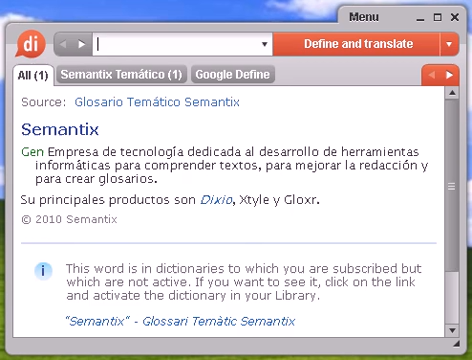 Menu
di
Define and translate
All (1)
Semantix Temático (1)
Google Define
Source: Glosario Temático Semantix
Semantix
Gen Empresa de tecnología dedicada al desarrollo de herramientas
informáticas para comprender textos, para mejorar la redacción y
para crear glosarios.
Su principales productos son Dixio, Xtyle y Gloxr.
© 2010 Semantix
i
This word is in dictionaries to which you are subscribed but
which are not active. If you want to see it, click on the link
and activate the dictionary in your Library.
"Semantix" - Glossari Temàtic Semantix